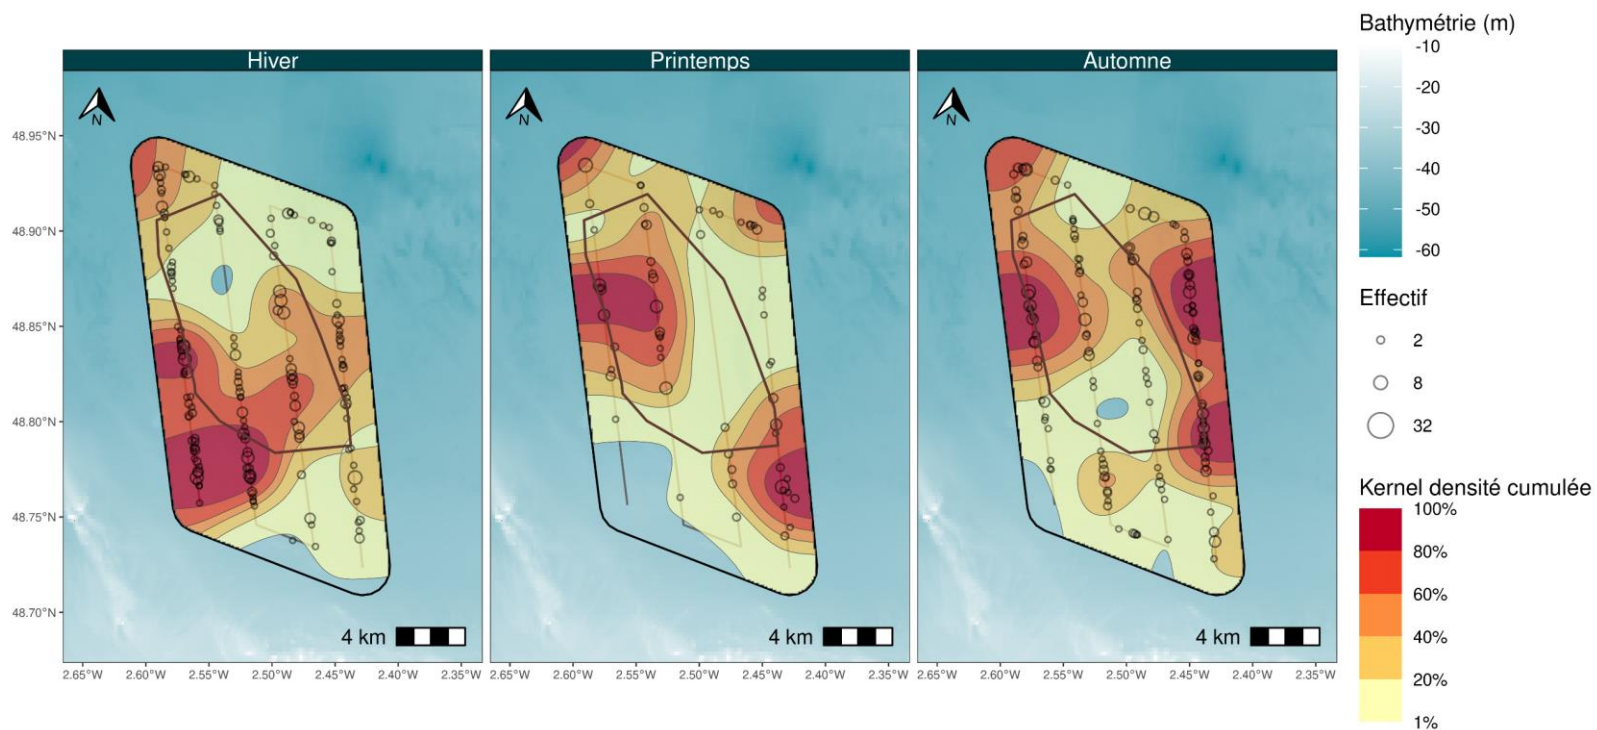 Hiver
Printemps
Automne
N
N
N
48.95°N
48.90°N
48.85°N
48.80°N
48.75°N
48.70°N
4 km
4 km
4 km
2.65°W 2.60°W 2.55°W 2.50°W 2.45°W 2.40°W 2.35°W
2.65°W 2.60°W 2.55°W 2.50°W 2.45°W 2.40°W 2.35°W
2.65°W 2.60°W 2.55°W 2.50°W 2.45°W 2.40°W 2.35°W
Bathymétrie (m)
-10
-20
-30
-40
-50
-60
Effectif
2
8
32
Kernel densité cumulée
100%
80%
60%
40%
20%
1%